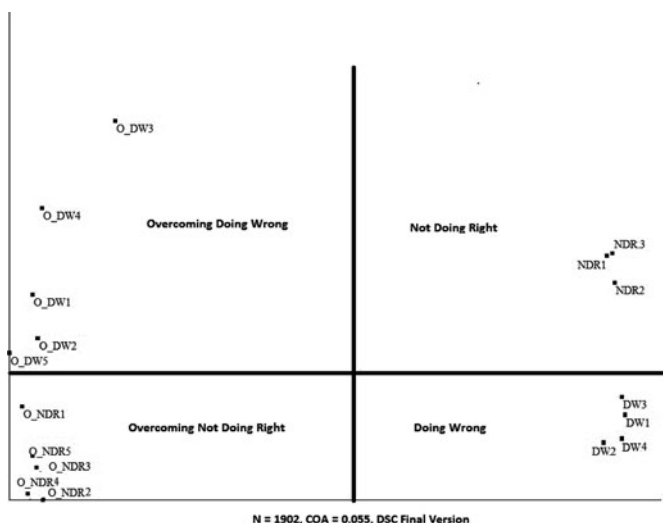 O_DW3
O_DW4
Overcoming Doing Wrong
Not Doing Right
NDR3
NDR1
NDR2
O_DW1
O_DW2
O_DW5
O_NDR1
Overcoming Not Doing Right
Doing Wrong
DW3
DW1
DW2
DW4
O_NDR5
O_NDR3
O_NDR4
O_NDR2
N = 1902, COA = 0.055, DSC Final Version